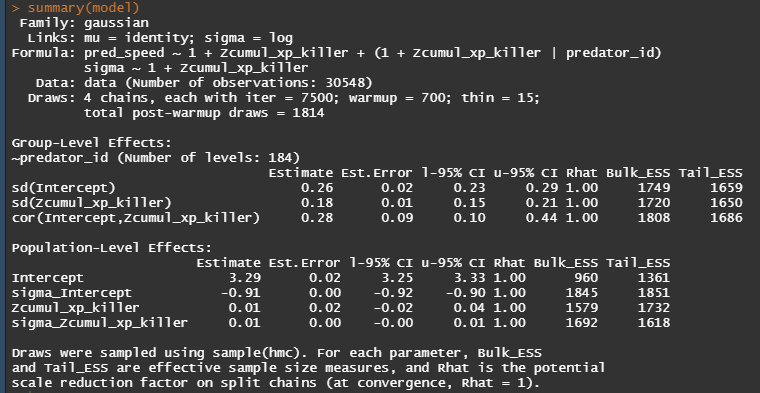 > summary(model)
 Family: gaussian
  Links: mu = identity; sigma = log
Formula: pred_speed ~ 1 + Zcumul_xp_killer + (1 + Zcumul_xp_killer | predator_id)
         sigma ~ 1 + Zcumul_xp_killer
   Data: data (Number of observations: 30548)
  Draws: 4 chains, each with iter = 7500; warmup = 700; thin = 15;
         total post-warmup draws = 1814
Group-Level Effects:
~predator_id (Number of levels: 184)
                                Estimate Est.Error l-95% CI u-95% CI Rhat Bulk_ESS Tail_ESS
sd(Intercept)                       0.26      0.02     0.23     0.29 1.00     1749     1659
sd(Zcumul_xp_killer)                0.18      0.01     0.15     0.21 1.00     1720     1650
cor(Intercept,Zcumul_xp_killer)     0.28      0.09     0.10     0.44 1.00     1808     1686
Population-Level Effects:
                       Estimate Est.Error l-95% CI u-95% CI Rhat Bulk_ESS Tail_ESS
Intercept                  3.29      0.02     3.25     3.33 1.00      960     1361
sigma_Intercept           -0.91      0.00    -0.92    -0.90 1.00     1845     1851
Zcumul_xp_killer           0.01      0.02    -0.02     0.04 1.00     1579     1732
sigma_Zcumul_xp_killer     0.01      0.00    -0.00     0.01 1.00     1692     1618
Draws were sampled using sample(hmc). For each parameter, Bulk_ESS
and Tail_ESS are effective sample size measures, and Rhat is the potential
scale reduction factor on split chains (at convergence, Rhat = 1).